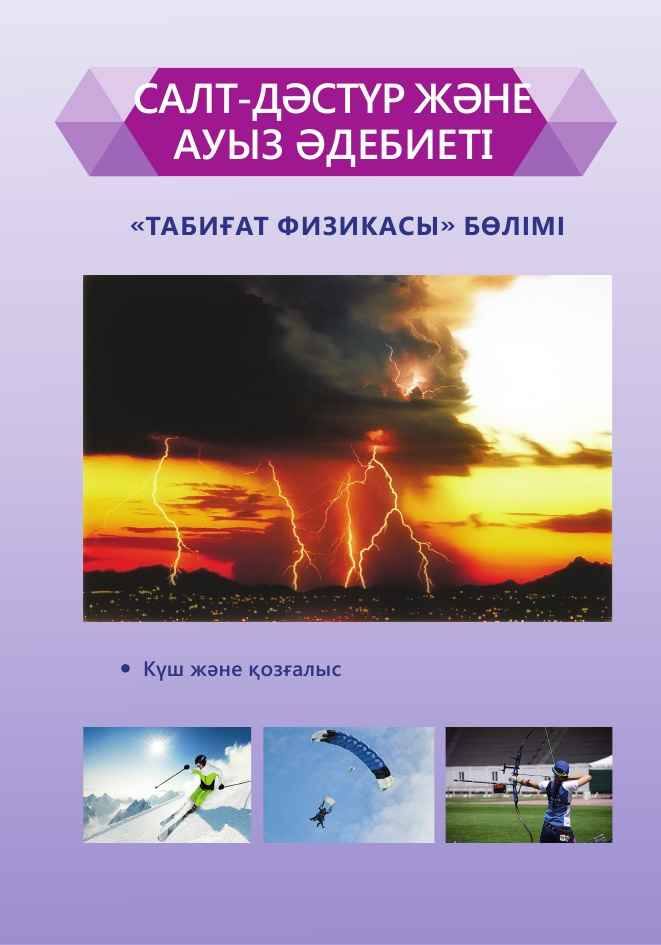 САЛТ-ДӘСТҮР ЖӘНЕ
АУЫЗ ӘДЕБИЕТІ
«ТАБИҒАТ ФИЗИКАСЫ» БӨЛІМІ
• Күш және қозғалыс